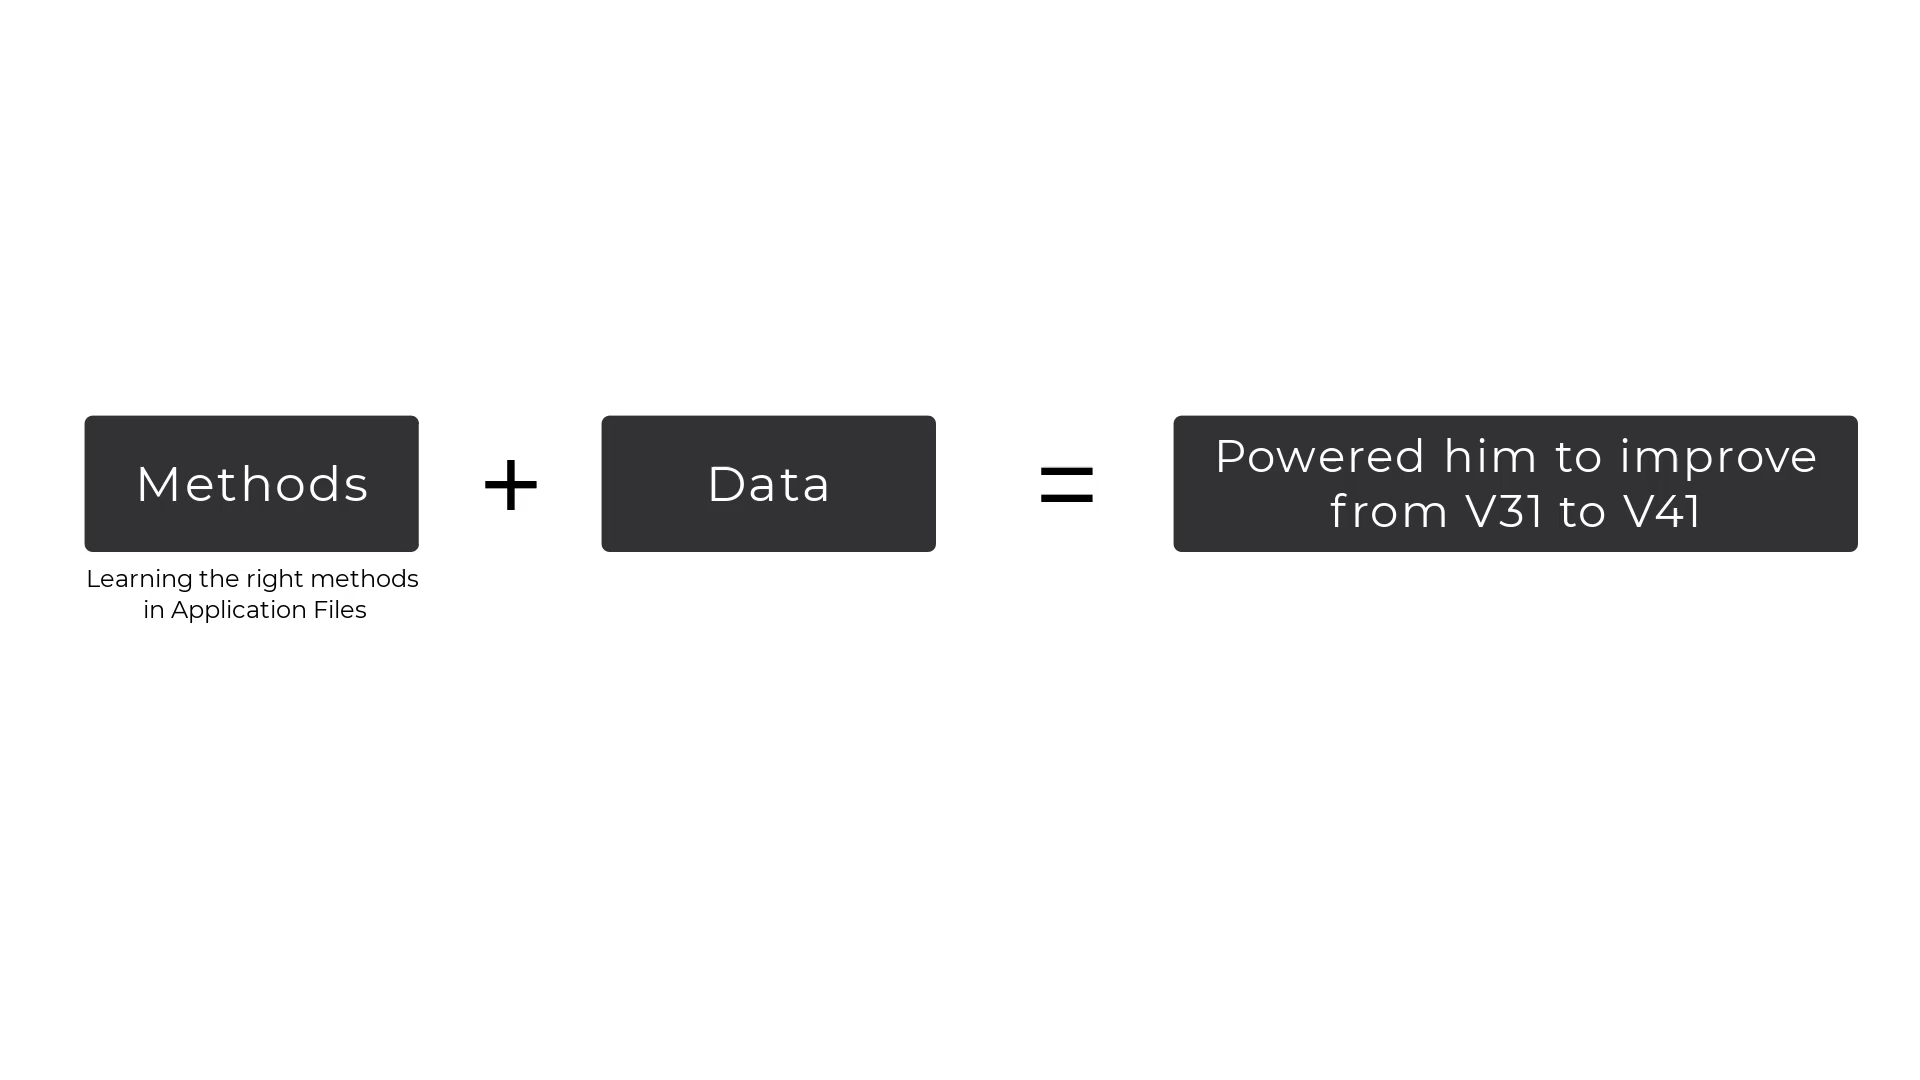 Methods
+
Data
=
Powered him to improve
from V31 to V41
Learning the right methods
in Application Files